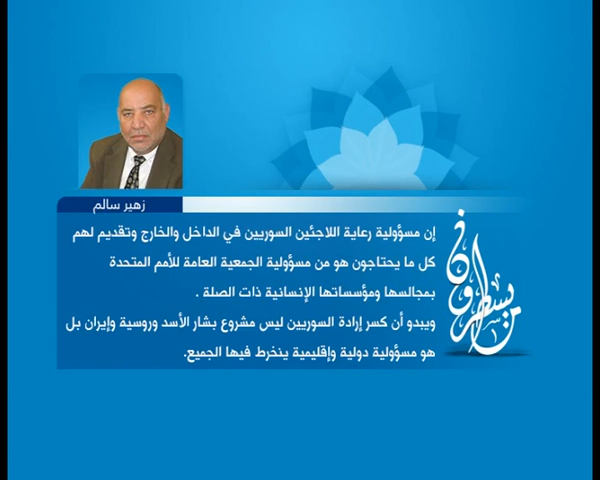 زهير سالم
إن مسؤولية رعاية اللاجئين السوريين في الداخل والخارج وتقديم لهم
كل ما يحتاجون هو من مسؤولية الجمعية العامة للأمم المتحدة
بمجالسها ومؤسساتها الإنسانية ذات الصلة .
ويبدو أن كسر إرادة السوريين ليس مشروع بشار الأسد وروسية وإيران بل
هو مسؤولية دولية وإقليمية ينخرط فيها الجميع.